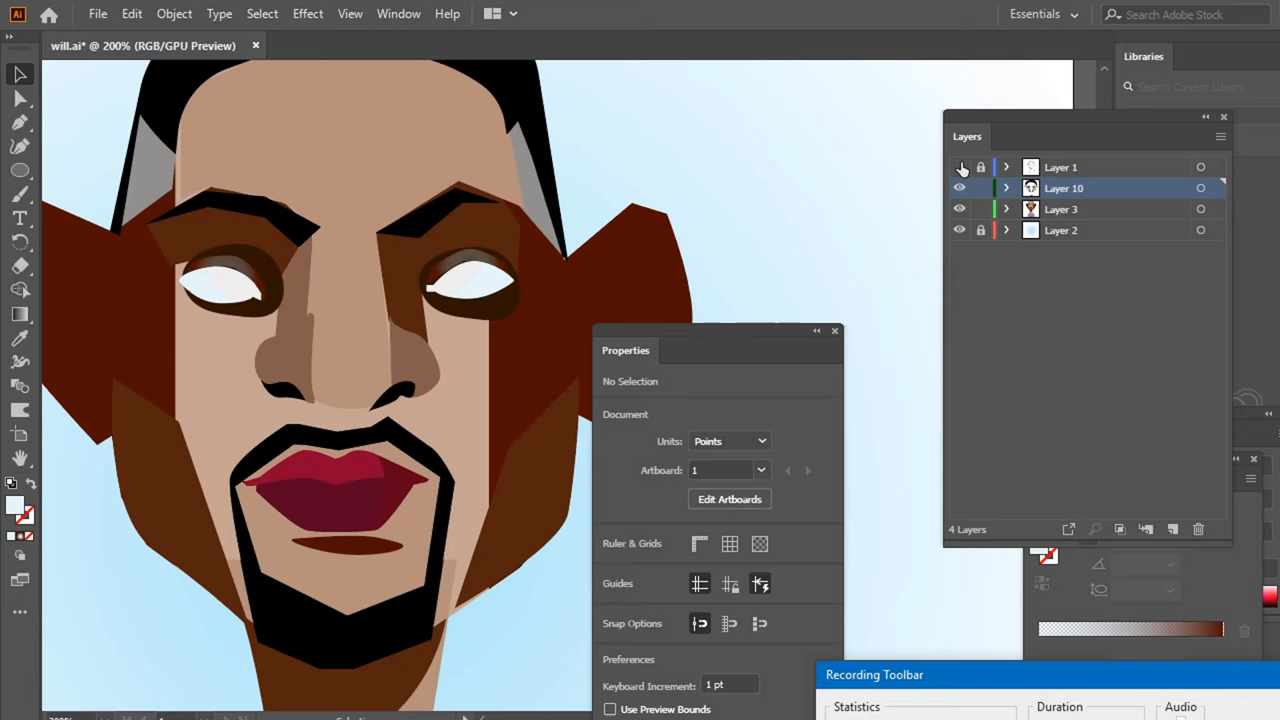 Ai File Edit Object Type Select Effect View Window Help Essentials Search Adobe Stock
will.ai* @ 200% (RGB/GPU Preview)
Libraries
Search Current Library
Layers
Layer 1
Layer 10
Layer 3
Layer 2
4 Layers
Properties
No Selection
Document
Units: Points
Artboard: 1
Edit Artboards
Ruler & Grids
Guides
Snap Options
Preferences
Keyboard Increment: 1 pt
Use Preview Bounds
Recording Toolbar
Statistics Duration Audio